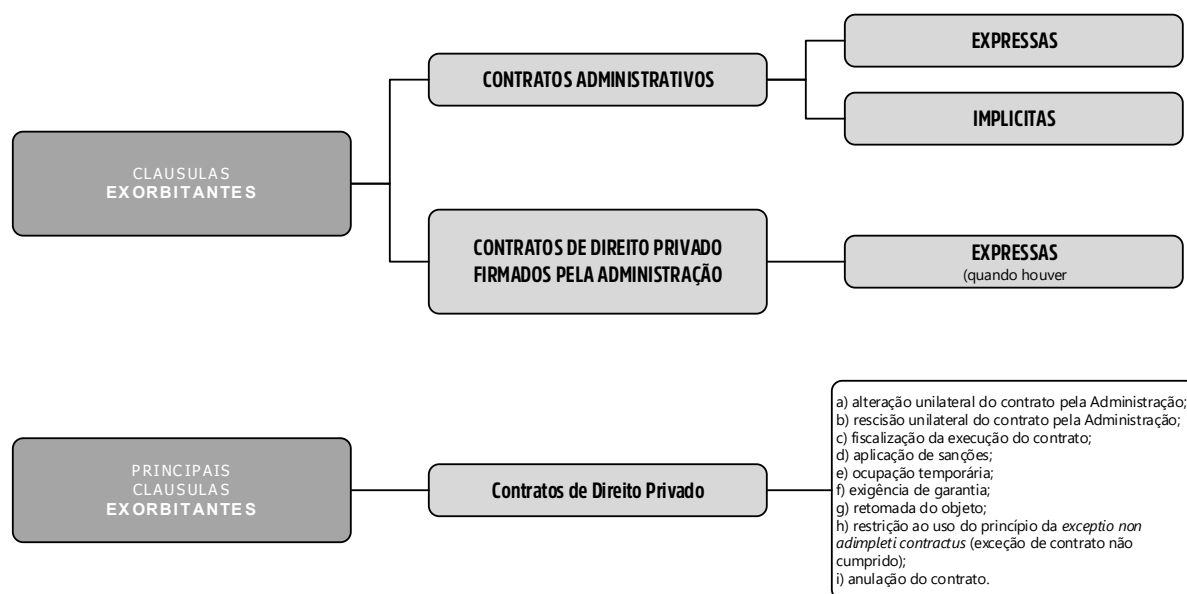 CLAUSULAS
EXORBITANTES
CONTRATOS ADMINISTRATIVOS
EXPRESSAS
IMPLICITAS
CONTRATOS DE DIREITO PRIVADO
FIRMADOS PELA ADMINISTRAÇÃO
EXPRESSAS
(quando houver
PRINCIPAIS
CLAUSULAS
EXORBITANTES
Contratos de Direito Privado
a) alteração unilateral do contrato pela Administração;
b) rescisão unilateral do contrato pela Administração;
c) fiscalização da execução do contrato;
d) aplicação de sanções;
e) ocupação temporária;
f) exigência de garantia;
g) retomada do objeto;
h) restrição ao uso do princípio da exceptio non
adimpleti contractus (exceção de contrato não
cumprido);
i) anulação do contrato.